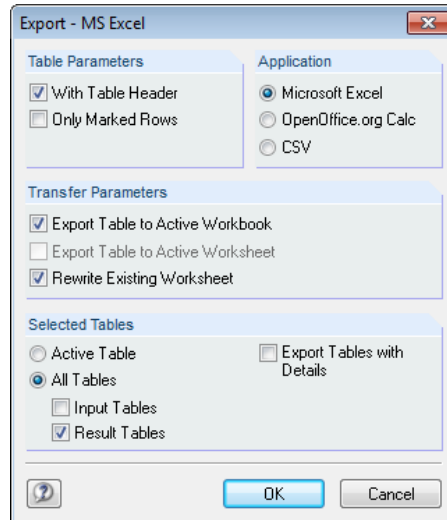 Export - MS Excel
Table Parameters
With Table Header
Only Marked Rows
Application
Microsoft Excel
OpenOffice.org Calc
CSV
Transfer Parameters
Export Table to Active Workbook
Export Table to Active Worksheet
Rewrite Existing Worksheet
Selected Tables
Active Table
All Tables
Input Tables
Result Tables
Export Tables with
Details
OK
Cancel